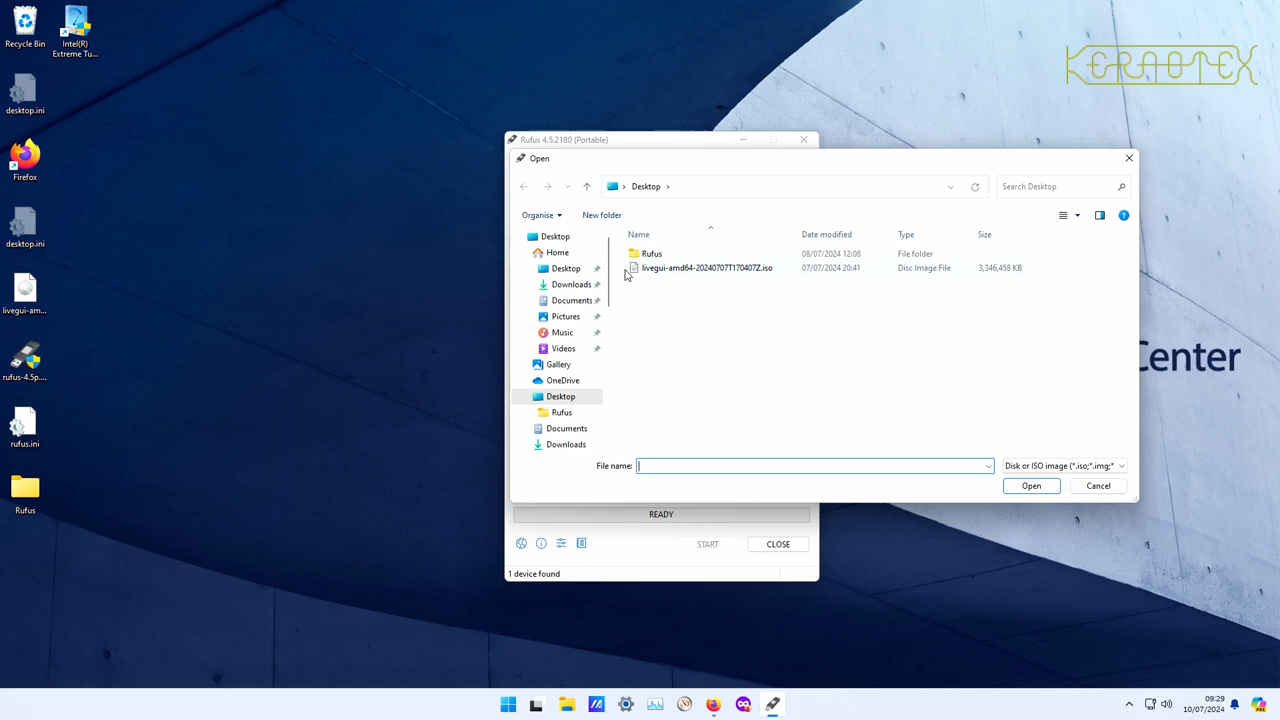 Recycle Bin
Intel(R)
Extreme Tu...
desktop.ini
Firefox
desktop.ini
livegui-am...
rufus-4.5p...
rufus.ini
Rufus
KERNOTEX
Center
Rufus 4.5.2180 (Portable)
Open
Desktop
Search Desktop
Organise
New folder
Name
Date modified
Type
Size
Rufus
08/07/2024 12:08
File folder
livegui-amd64-20240707T170407Z.iso
07/07/2024 20:41
Disc Image File
3,346,458 KB
Desktop
Home
Desktop
Downloads
Documents
Pictures
Music
Videos
Gallery
OneDrive
Desktop
Rufus
Documents
Downloads
File name:
Disk or ISO image (*.iso;*.img;*
Open
Cancel
READY
START
CLOSE
1 device found
09:29
10/07/2024